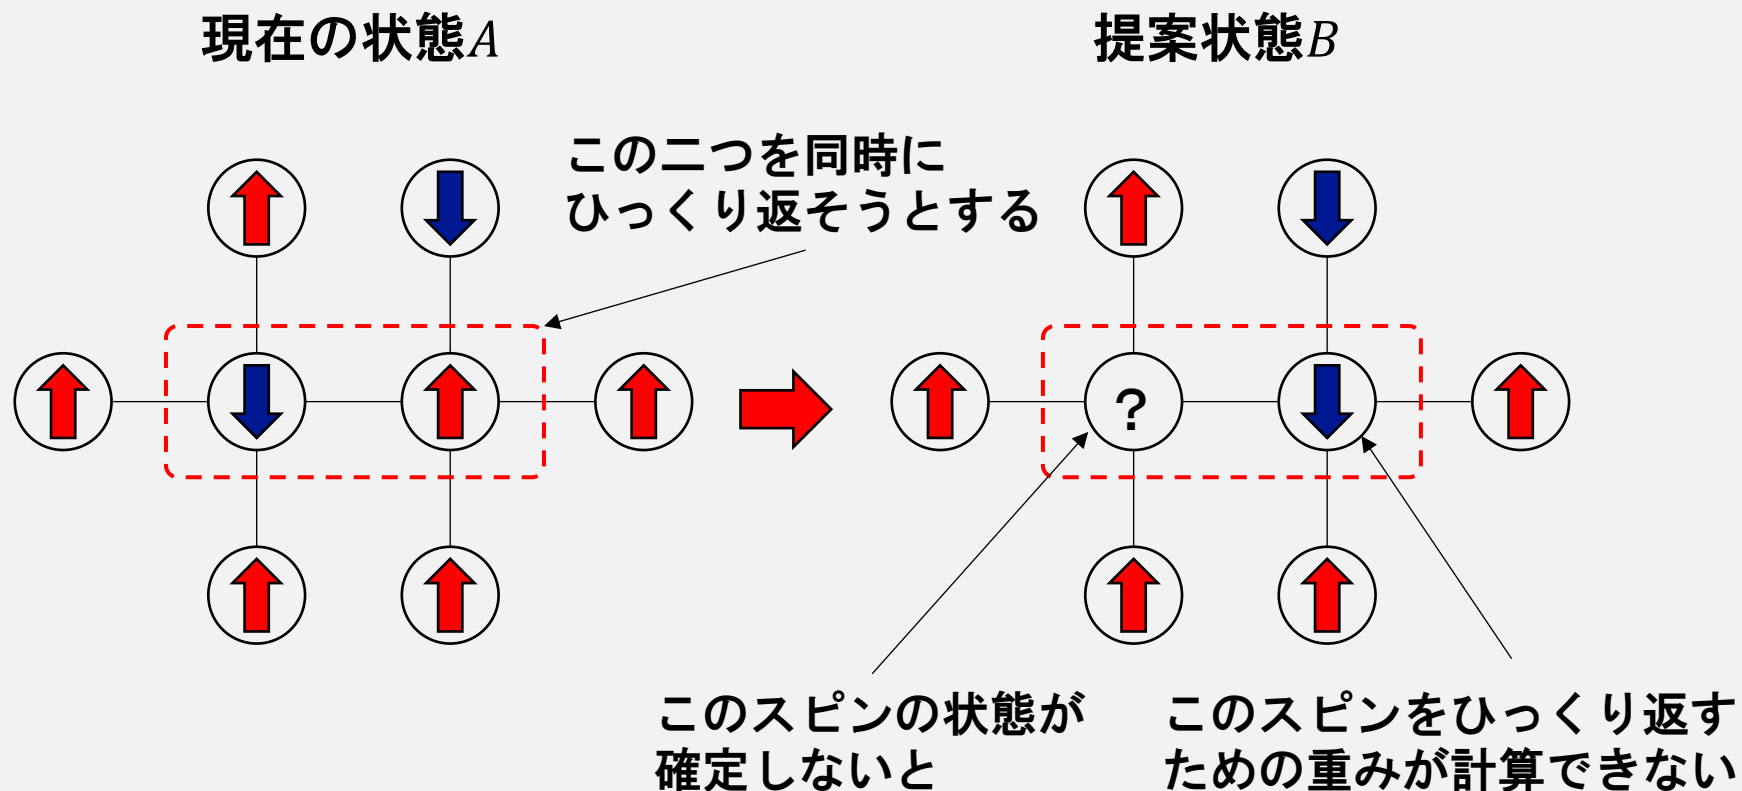 現在の状態A
提案状態B
この二つを同時に
ひっくり返そうとする
?
このスピンの状態が
確定しないと
このスピンをひっくり返す
ための重みが計算できない